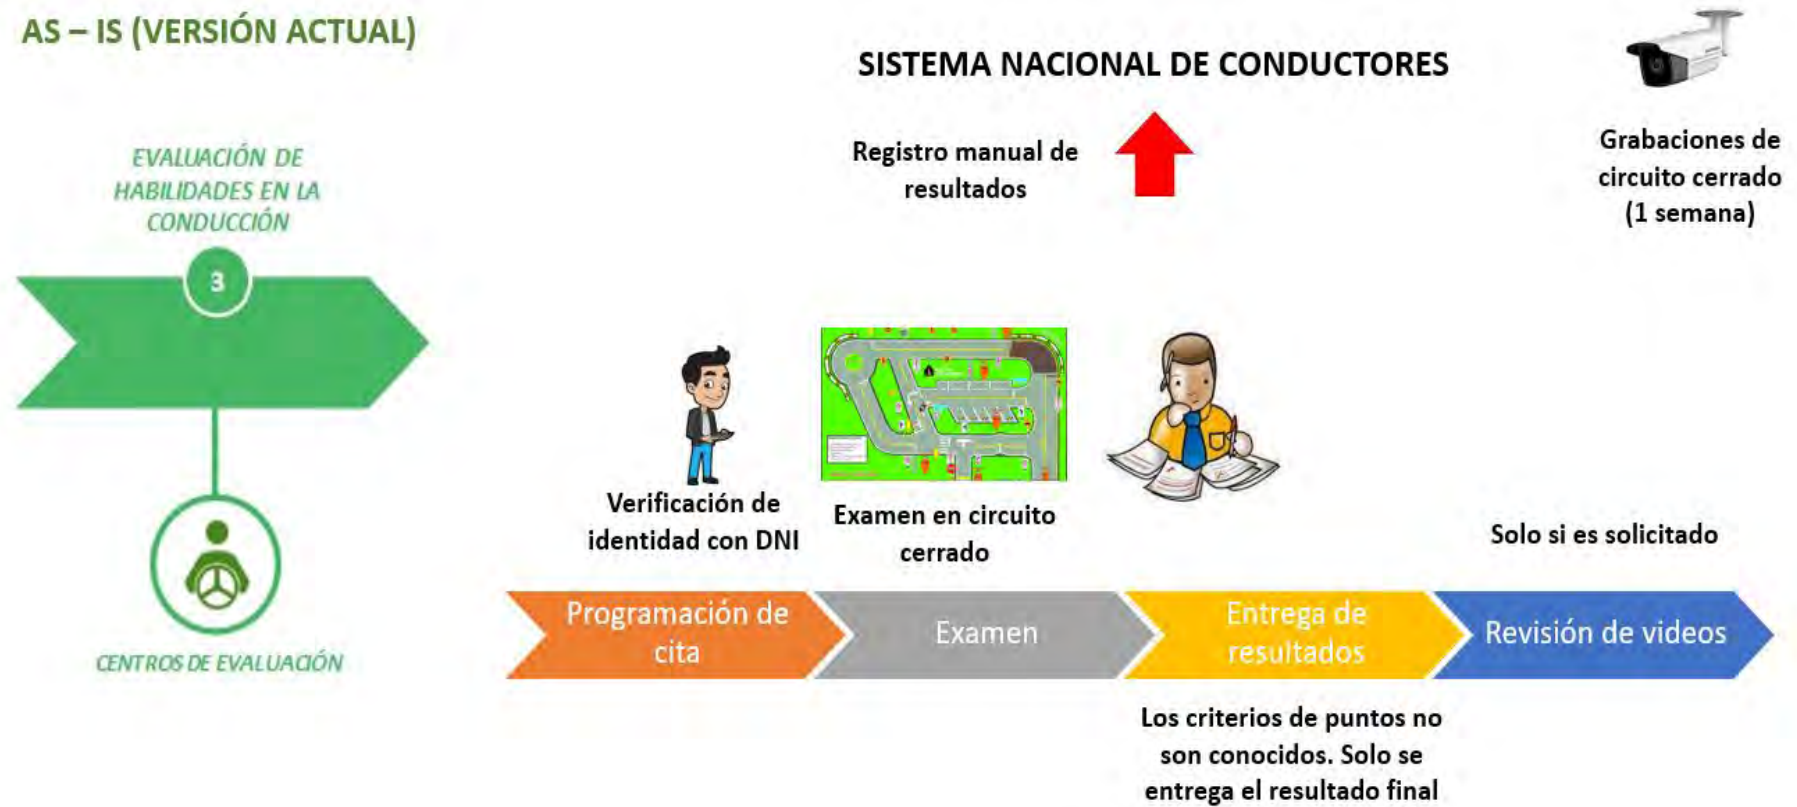 AS – IS (VERSIÓN ACTUAL)
SISTEMA NACIONAL DE CONDUCTORES
Registro manual de
resultados
Grabaciones de
circuito cerrado
(1 semana)
EVALUACIÓN DE
HABILIDADES EN LA
CONDUCCIÓN
3
CENTROS DE EVALUACIÓN
Verificación de
identidad con DNI
Examen en circuito
cerrado
Solo si es solicitado
Programación de
cita
Examen
Entrega de
resultados
Revisión de videos
Los criterios de puntos no
son conocidos. Solo se
entrega el resultado final